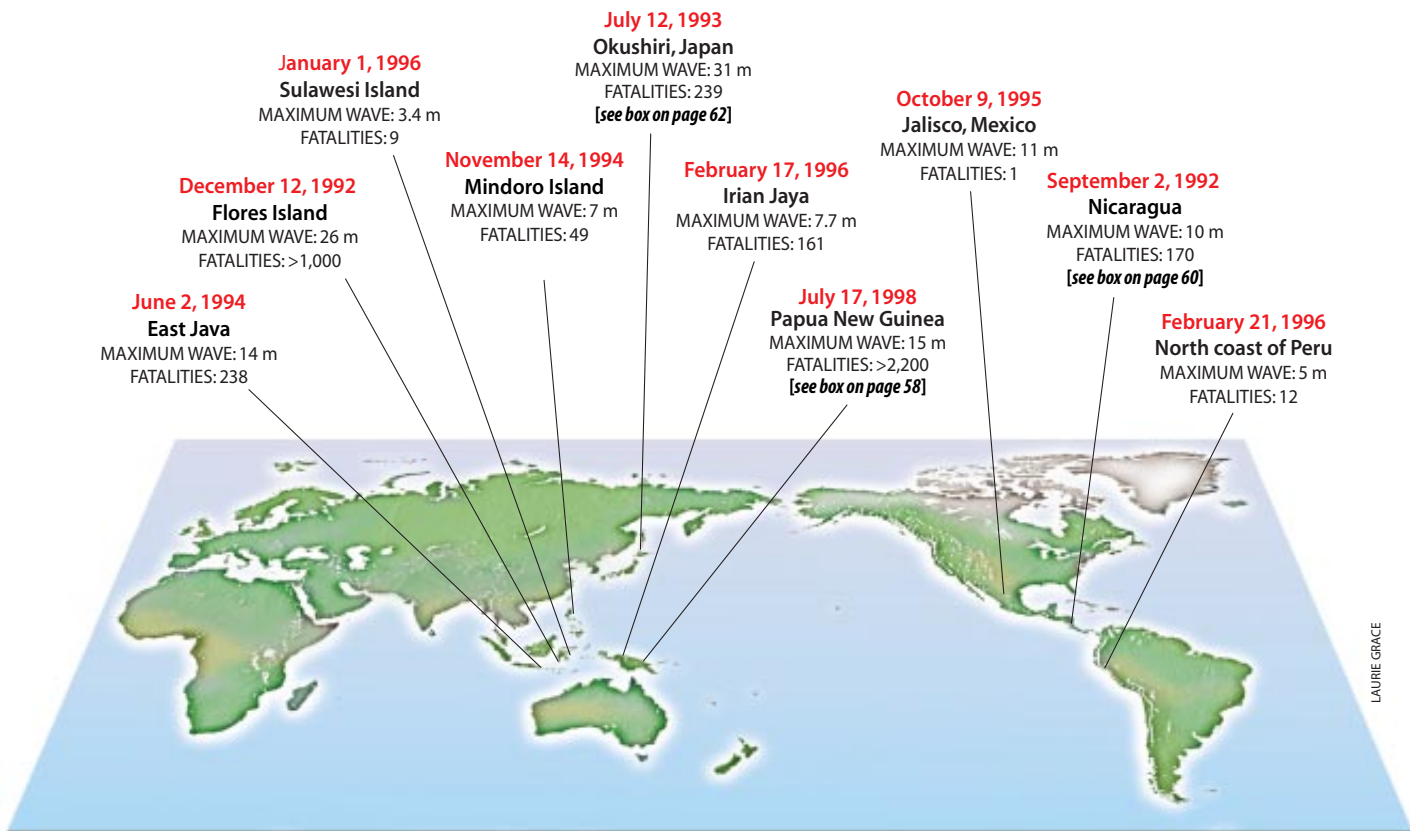 July 12, 1993
Okushiri, Japan
MAXIMUM WAVE: 31 m
FATALITIES: 239
[see box on page 62]
January 1, 1996
Sulawesi Island
MAXIMUM WAVE: 3.4 m
FATALITIES: 9
October 9, 1995
Jalisco, Mexico
MAXIMUM WAVE: 11 m
FATALITIES: 1
November 14, 1994
Mindoro Island
MAXIMUM WAVE: 7 m
FATALITIES: 49
February 17, 1996
Irian Jaya
MAXIMUM WAVE: 7.7 m
FATALITIES: 161
December 12, 1992
Flores Island
MAXIMUM WAVE: 26 m
FATALITIES: >1,000
September 2, 1992
Nicaragua
MAXIMUM WAVE: 10 m
FATALITIES: 170
[see box on page 60]
June 2, 1994
East Java
MAXIMUM WAVE: 14 m
FATALITIES: 238
July 17, 1998
Papua New Guinea
MAXIMUM WAVE: 15 m
FATALITIES: >2,200
[see box on page 58]
February 21, 1996
North coast of Peru
MAXIMUM WAVE: 5 m
FATALITIES: 12
LAURIE GRACE